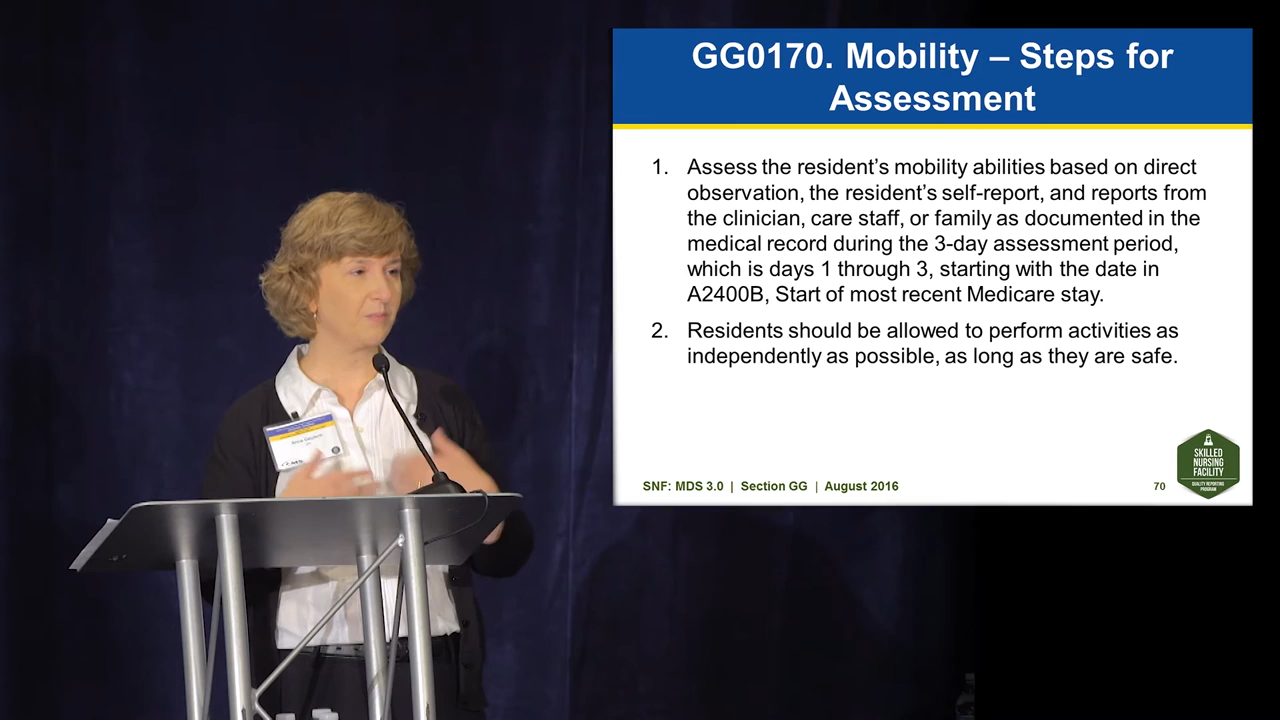 GG0170. Mobility – Steps for
Assessment
1. Assess the resident’s mobility abilities based on direct
observation, the resident’s self-report, and reports from
the clinician, care staff, or family as documented in the
medical record during the 3-day assessment period,
which is days 1 through 3, starting with the date in
A2400B, Start of most recent Medicare stay.
2. Residents should be allowed to perform activities as
independently as possible, as long as they are safe.
SNF: MDS 3.0 | Section GG | August 2016
70
SKILLED
NURSING
FACILITY
QUALITY REPORTING
PROGRAM